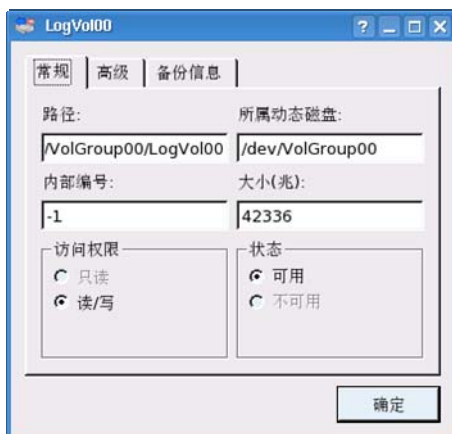 LogVol00
常规 高级 备份信息
路径: 所属动态磁盘:
/VolGroup00/LogVol00 /dev/VolGroup00
内部编号: 大小(兆):
-1 42336
访问权限 状态
只读 可用
读/写 不可用
确定